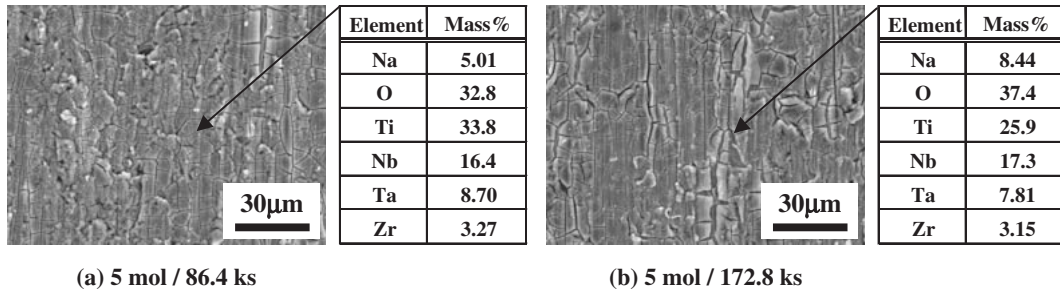 Element Mass%
Na 5.01
O 32.8
Ti 33.8
Nb 16.4
Ta 8.70
Zr 3.27
30μm
(a) 5 mol / 86.4 ks
Element Mass%
Na 8.44
O 37.4
Ti 25.9
Nb 17.3
Ta 7.81
Zr 3.15
30μm
(b) 5 mol / 172.8 ks